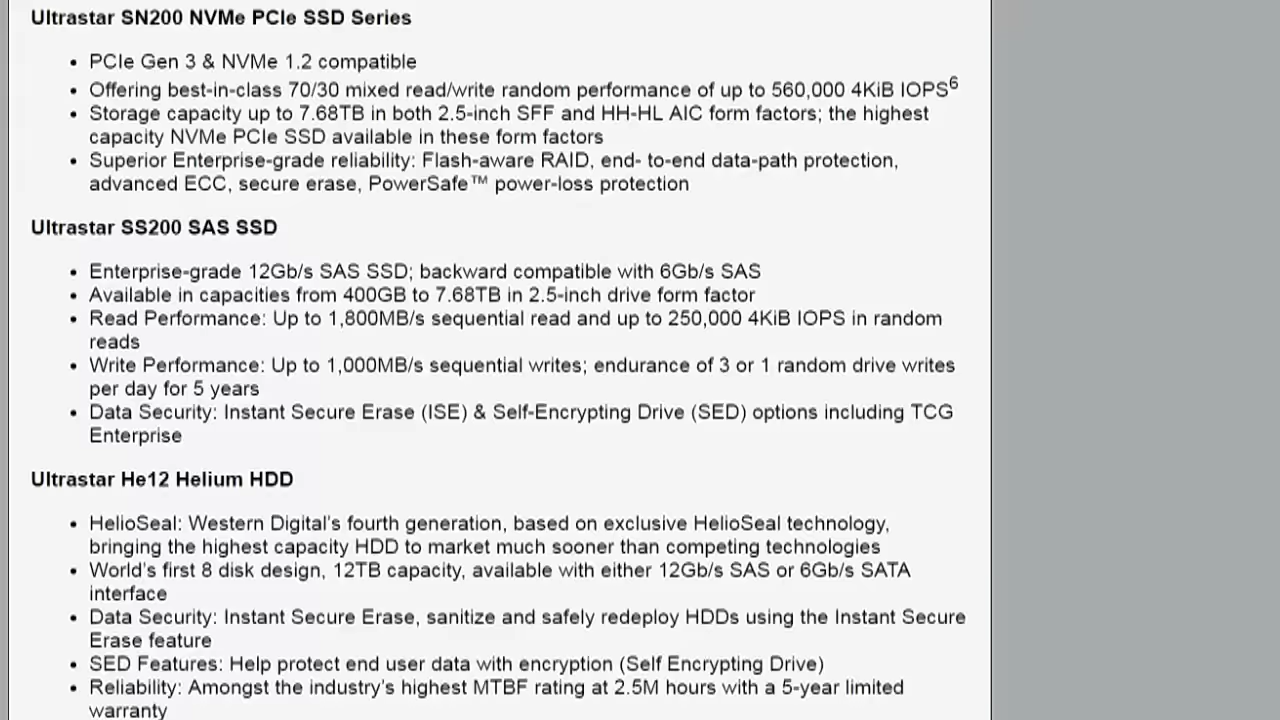 Ultrastar SN200 NVMe PCIe SSD Series
• PCIe Gen 3 & NVMe 1.2 compatible
• Offering best-in-class 70/30 mixed read/write random performance of up to 560,000 4KiB IOPS6
• Storage capacity up to 7.68TB in both 2.5-inch SFF and HH-HL AIC form factors; the highest
capacity NVMe PCIe SSD available in these form factors
• Superior Enterprise-grade reliability: Flash-aware RAID, end- to-end data-path protection,
advanced ECC, secure erase, PowerSafe™ power-loss protection
Ultrastar SS200 SAS SSD
• Enterprise-grade 12Gb/s SAS SSD; backward compatible with 6Gb/s SAS
• Available in capacities from 400GB to 7.68TB in 2.5-inch drive form factor
• Read Performance: Up to 1,800MB/s sequential read and up to 250,000 4KiB IOPS in random
reads
• Write Performance: Up to 1,000MB/s sequential writes; endurance of 3 or 1 random drive writes
per day for 5 years
• Data Security: Instant Secure Erase (ISE) & Self-Encrypting Drive (SED) options including TCG
Enterprise
Ultrastar He12 Helium HDD
• HelioSeal: Western Digital's fourth generation, based on exclusive HelioSeal technology,
bringing the highest capacity HDD to market much sooner than competing technologies
• World's first 8 disk design, 12TB capacity, available with either 12Gb/s SAS or 6Gb/s SATA
interface
• Data Security: Instant Secure Erase, sanitize and safely redeploy HDDs using the Instant Secure
Erase feature
• SED Features: Help protect end user data with encryption (Self Encrypting Drive)
• Reliability: Amongst the industry's highest MTBF rating at 2.5M hours with a 5-year limited
warranty